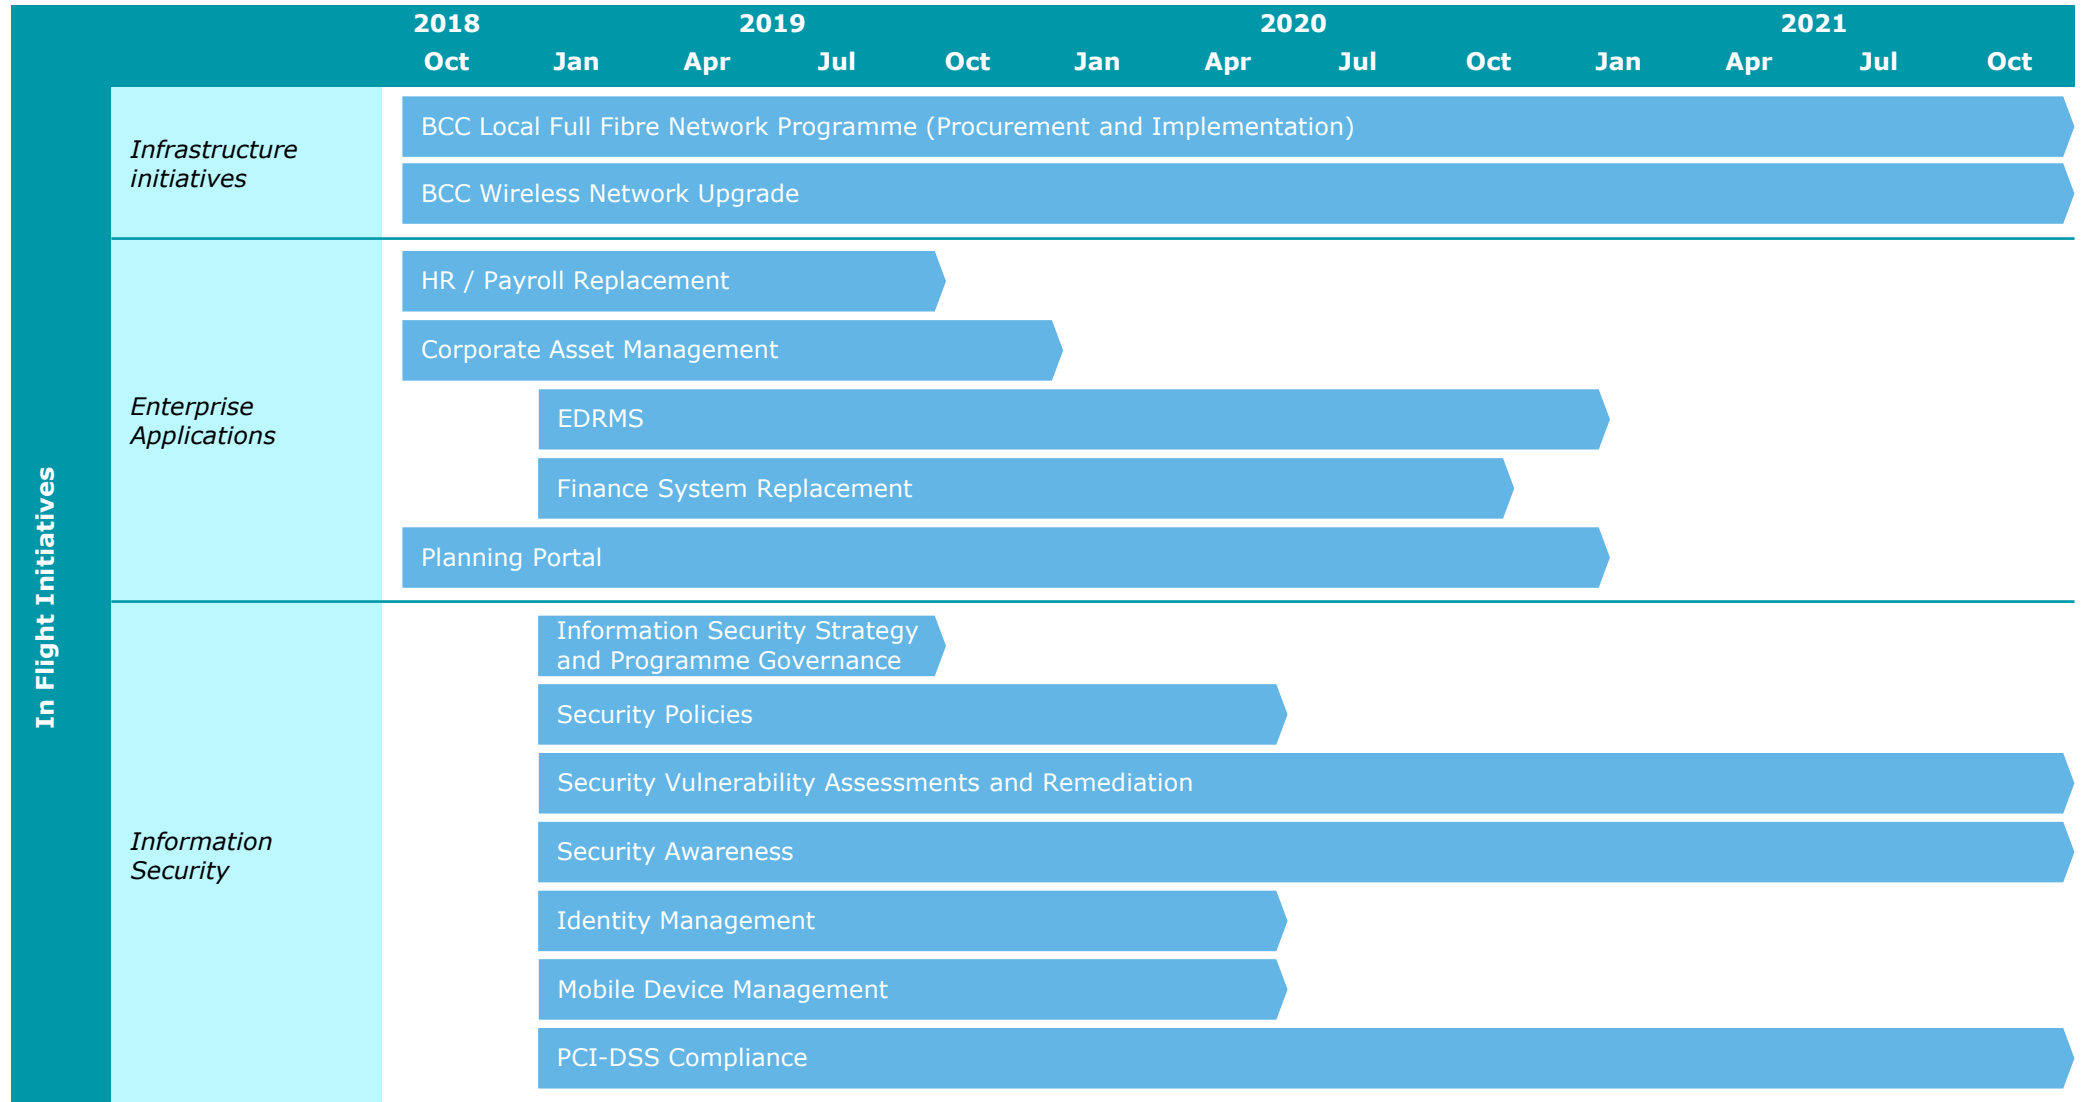 2018 2019 2020 2021
Oct Jan Apr Jul Oct Jan Apr Jul Oct Jan Apr Jul Oct
In Flight Initiatives
Infrastructure
initiatives
BCC Local Full Fibre Network Programme (Procurement and Implementation)
BCC Wireless Network Upgrade
Enterprise
Applications
HR / Payroll Replacement
Corporate Asset Management
EDRMS
Finance System Replacement
Planning Portal
Information
Security
Information Security Strategy
and Programme Governance
Security Policies
Security Vulnerability Assessments and Remediation
Security Awareness
Identity Management
Mobile Device Management
PCI-DSS Compliance